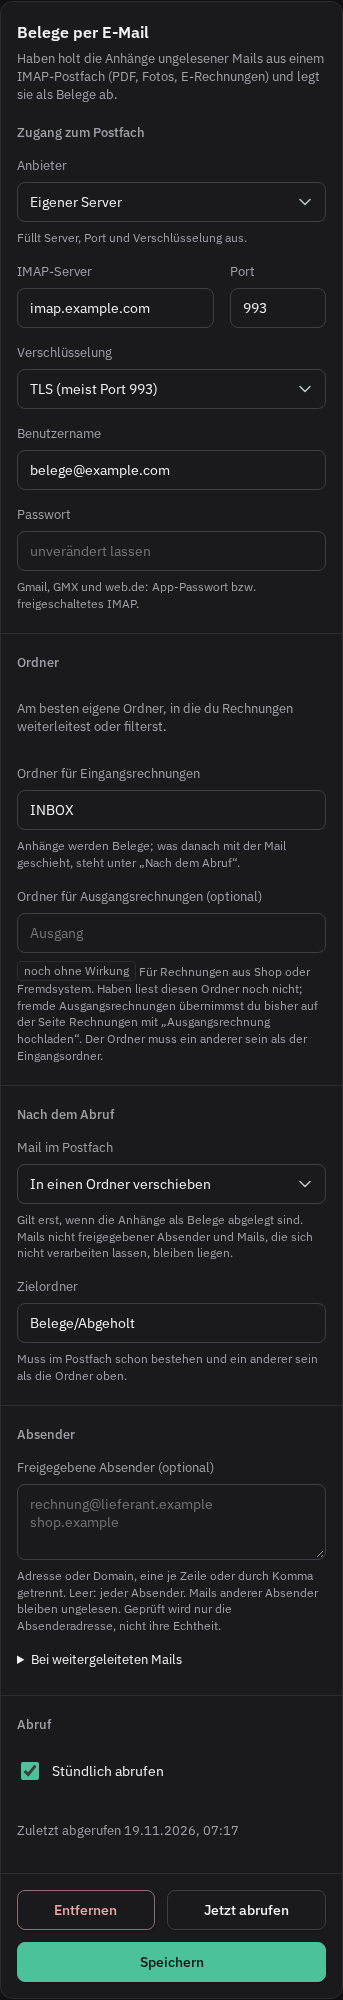 Belege per E-Mail
Haben holt die Anhänge ungelesener Mails aus einem
IMAP-Postfach (PDF, Fotos, E-Rechnungen) und legt
sie als Belege ab.
Zugang zum Postfach
Anbieter
Eigener Server
Füllt Server, Port und Verschlüsselung aus.
IMAP-Server Port
imap.example.com 993
Verschlüsselung
TLS (meist Port 993)
Benutzername
belege@example.com
Passwort
unverändert lassen
Gmail, GMX und web.de: App-Passwort bzw.
freigeschaltetes IMAP.
Ordner
Am besten eigene Ordner, in die du Rechnungen
weiterleitest oder filterst.
Ordner für Eingangsrechnungen
INBOX
Anhänge werden Belege; was danach mit der Mail
geschieht, steht unter „Nach dem Abruf“.
Ordner für Ausgangsrechnungen (optional)
Ausgang
noch ohne Wirkung Für Rechnungen aus Shop oder
Fremdsystem. Haben liest diesen Ordner noch nicht;
fremde Ausgangsrechnungen übernimmst du bisher auf
der Seite Rechnungen mit „Ausgangsrechnung
hochladen“. Der Ordner muss ein anderer sein als der
Eingangsordner.
Nach dem Abruf
Mail im Postfach
In einen Ordner verschieben
Gilt erst, wenn die Anhänge als Belege abgelegt sind.
Mails nicht freigegebener Absender und Mails, die sich
nicht verarbeiten lassen, bleiben liegen.
Zielordner
Belege/Abgeholt
Muss im Postfach schon bestehen und ein anderer sein
als die Ordner oben.
Absender
Freigegebene Absender (optional)
rechnung@lieferant.example
shop.example
Adresse oder Domain, eine je Zeile oder durch Komma
getrennt. Leer: jeder Absender. Mails anderer Absender
bleiben ungelesen. Geprüft wird nur die
Absenderadresse, nicht ihre Echtheit.
Bei weitergeleiteten Mails
Abruf
Stündlich abrufen
Zuletzt abgerufen 19.11.2026, 07:17
Entfernen Jetzt abrufen
Speichern